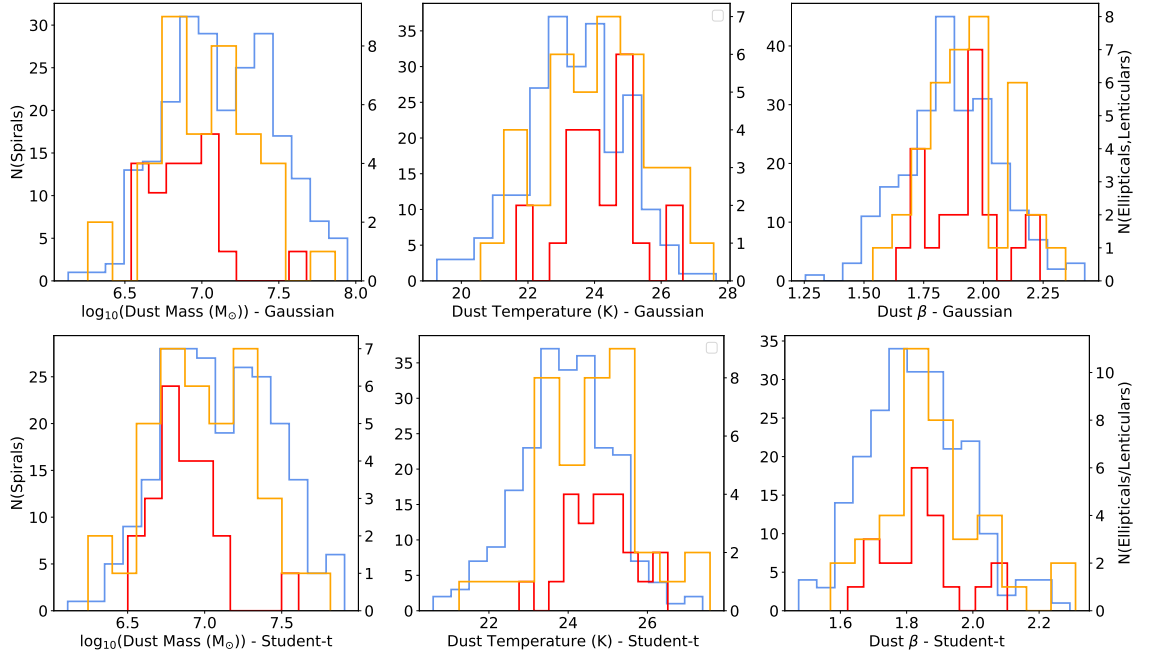 30 25 20 15 10 5 0
N(Spirals)
8 6 4 2 0
6.5 7.0 7.5 8.0
log₁₀(Dust Mass (M⊙)) - Gaussian
35 30 25 20 15 10 5 0
7 6 5 4 3 2 1 0
20 22 24 26 28
Dust Temperature (K) - Gaussian
40 30 20 10 0
8 7 6 5 4 3 2 1 0
N(Ellipticals,Lenticulars)
1.25 1.50 1.75 2.00 2.25
Dust β - Gaussian
25 20 15 10 5 0
N(Spirals)
7 6 5 4 3 2 1 0
6.5 7.0 7.5
log₁₀(Dust Mass (M⊙)) - Student-t
35 30 25 20 15 10 5 0
8 6 4 2 0
22 24 26
Dust Temperature (K) - Student-t
35 30 25 20 15 10 5 0
10 8 6 4 2 0
N(Ellipticals/Lenticulars)
1.6 1.8 2.0 2.2
Dust β - Student-t